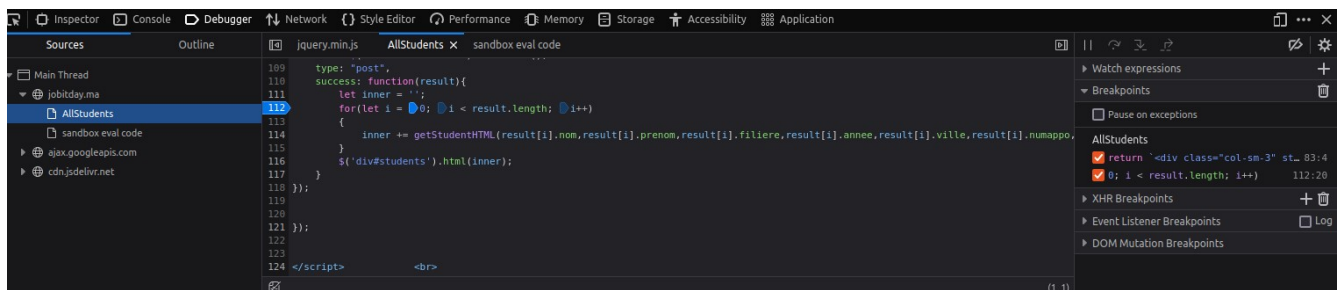 Inspector Console Debugger Network Style Editor Performance Memory Storage Accessibility Application
Sources Outline
Main Thread
jobitday.ma
AllStudents
sandbox eval code
ajax.googleapis.com
cdn.jsdelivr.net
jquery.min.js AllStudents sandbox eval code
109 type: "post",
110 success: function(result){
111 let inner = '';
112 for(let i = 0; i < result.length; i++)
113 {
114 inner += getStudentHTML(result[i].nom,result[i].prenom,result[i].filiere,result[i].annee,result[i].ville,result[i].numappo,
115 }
116 $('div#students').html(inner);
117 }
118 });
119
120
121 });
122
123
124 </script> <br>
(1, 1)
Watch expressions
Breakpoints
Pause on exceptions
AllStudents
return `<div class="col-sm-3" st… 83:4
0; i < result.length; i++) 112:20
XHR Breakpoints
Event Listener Breakpoints Log
DOM Mutation Breakpoints